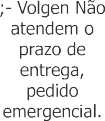 ;- Volgen Não
atendem o
prazo de
entrega,
pedido
emergencial.